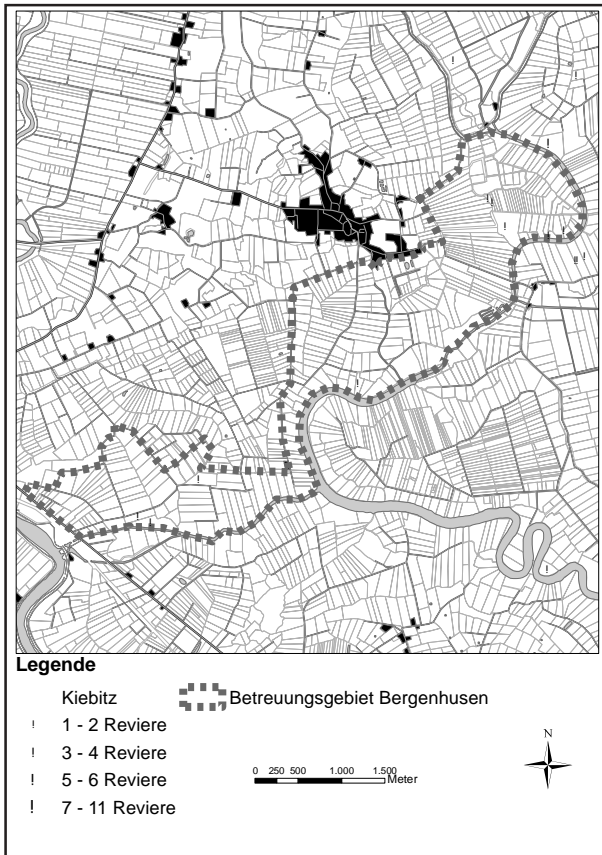 Legende
Kiebitz
Betreuungsgebiet Bergenhusen
! 1 - 2 Reviere
! 3 - 4 Reviere
! 5 - 6 Reviere
! 7 - 11 Reviere
0 250 500 1.000 1.500
Meter
N